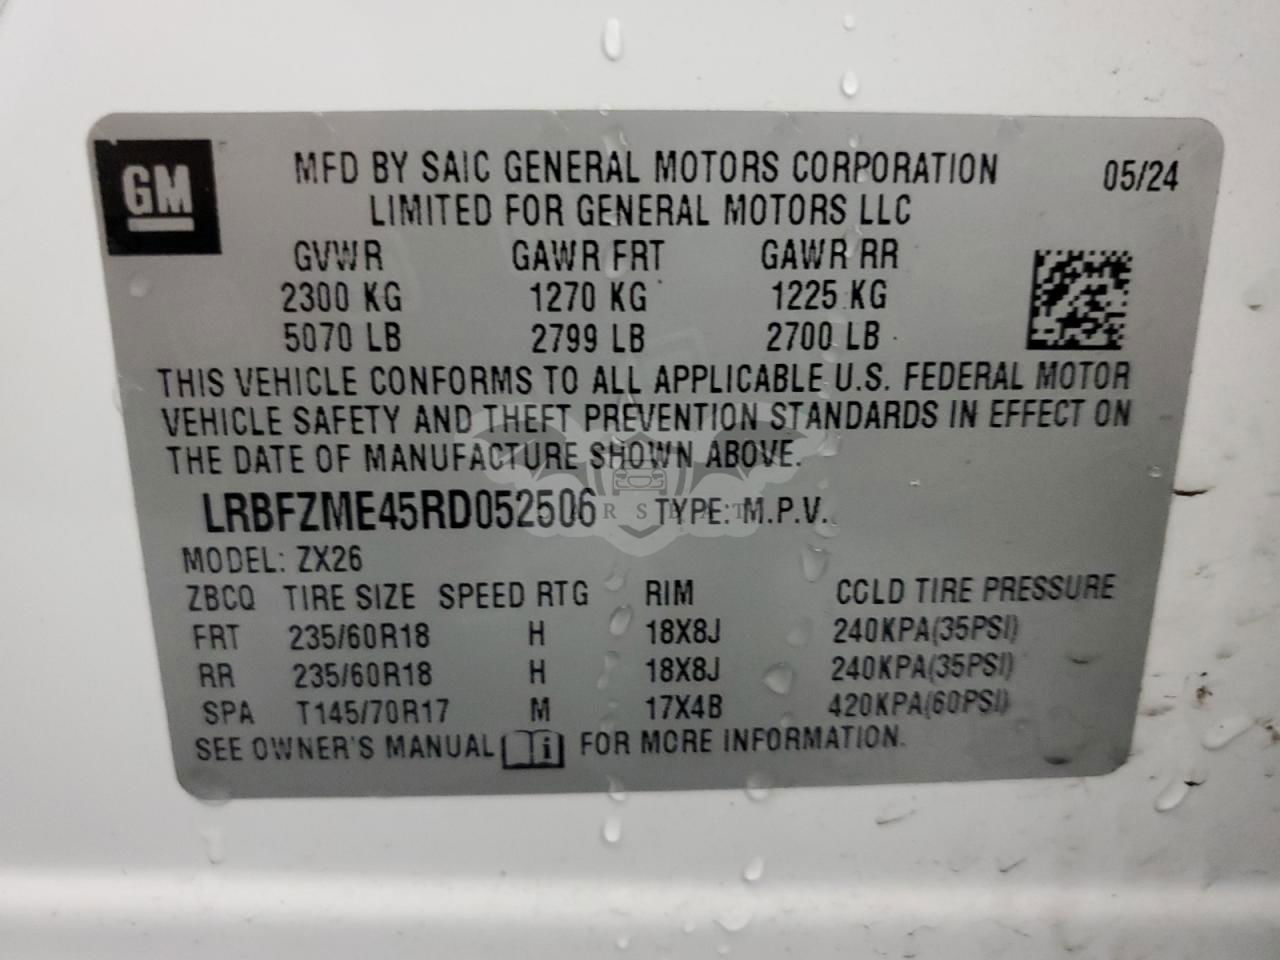 GM
MFD BY SAIC GENERAL MOTORS CORPORATION 05/24
LIMITED FOR GENERAL MOTORS LLC
GVWR GAWR FRT GAWR RR
2300 KG 1270 KG 1225 KG
5070 LB 2799 LB 2700 LB
THIS VEHICLE CONFORMS TO ALL APPLICABLE U.S. FEDERAL MOTOR
VEHICLE SAFETY AND THEFT PREVENTION STANDARDS IN EFFECT ON
THE DATE OF MANUFACTURE SHOWN ABOVE.
LRBFZME45RD052506 TYPE: M.P.V.
MODEL: ZX26
ZBCQ TIRE SIZE SPEED RTG RIM COLD TIRE PRESSURE
FRT 235/60R18 H 18X8J 240KPA(35PSI)
RR 235/60R18 H 18X8J 240KPA(35PSI)
SPA T145/70R17 M 17X4B 420KPA(60PSI)
SEE OWNER'S MANUAL i FOR MORE INFORMATION.